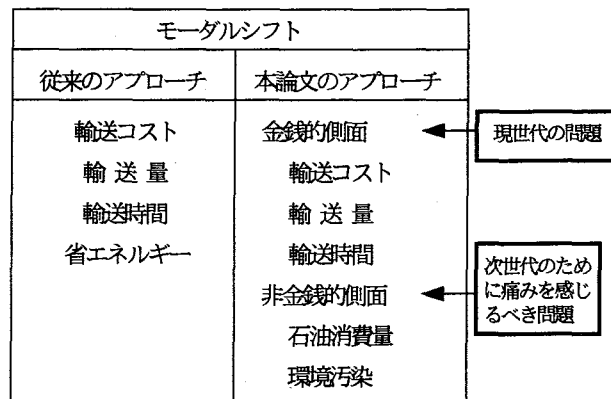 モーダルシフト
従来のアプローチ
本論文のアプローチ
輸送コスト
輸送量
輸送時間
省エネルギー
金銭的側面
輸送コスト
輸送量
輸送時間
非金銭的側面
石油消費量
環境汚染
現世代の問題
次世代のため
に痛みを感じ
るべき問題